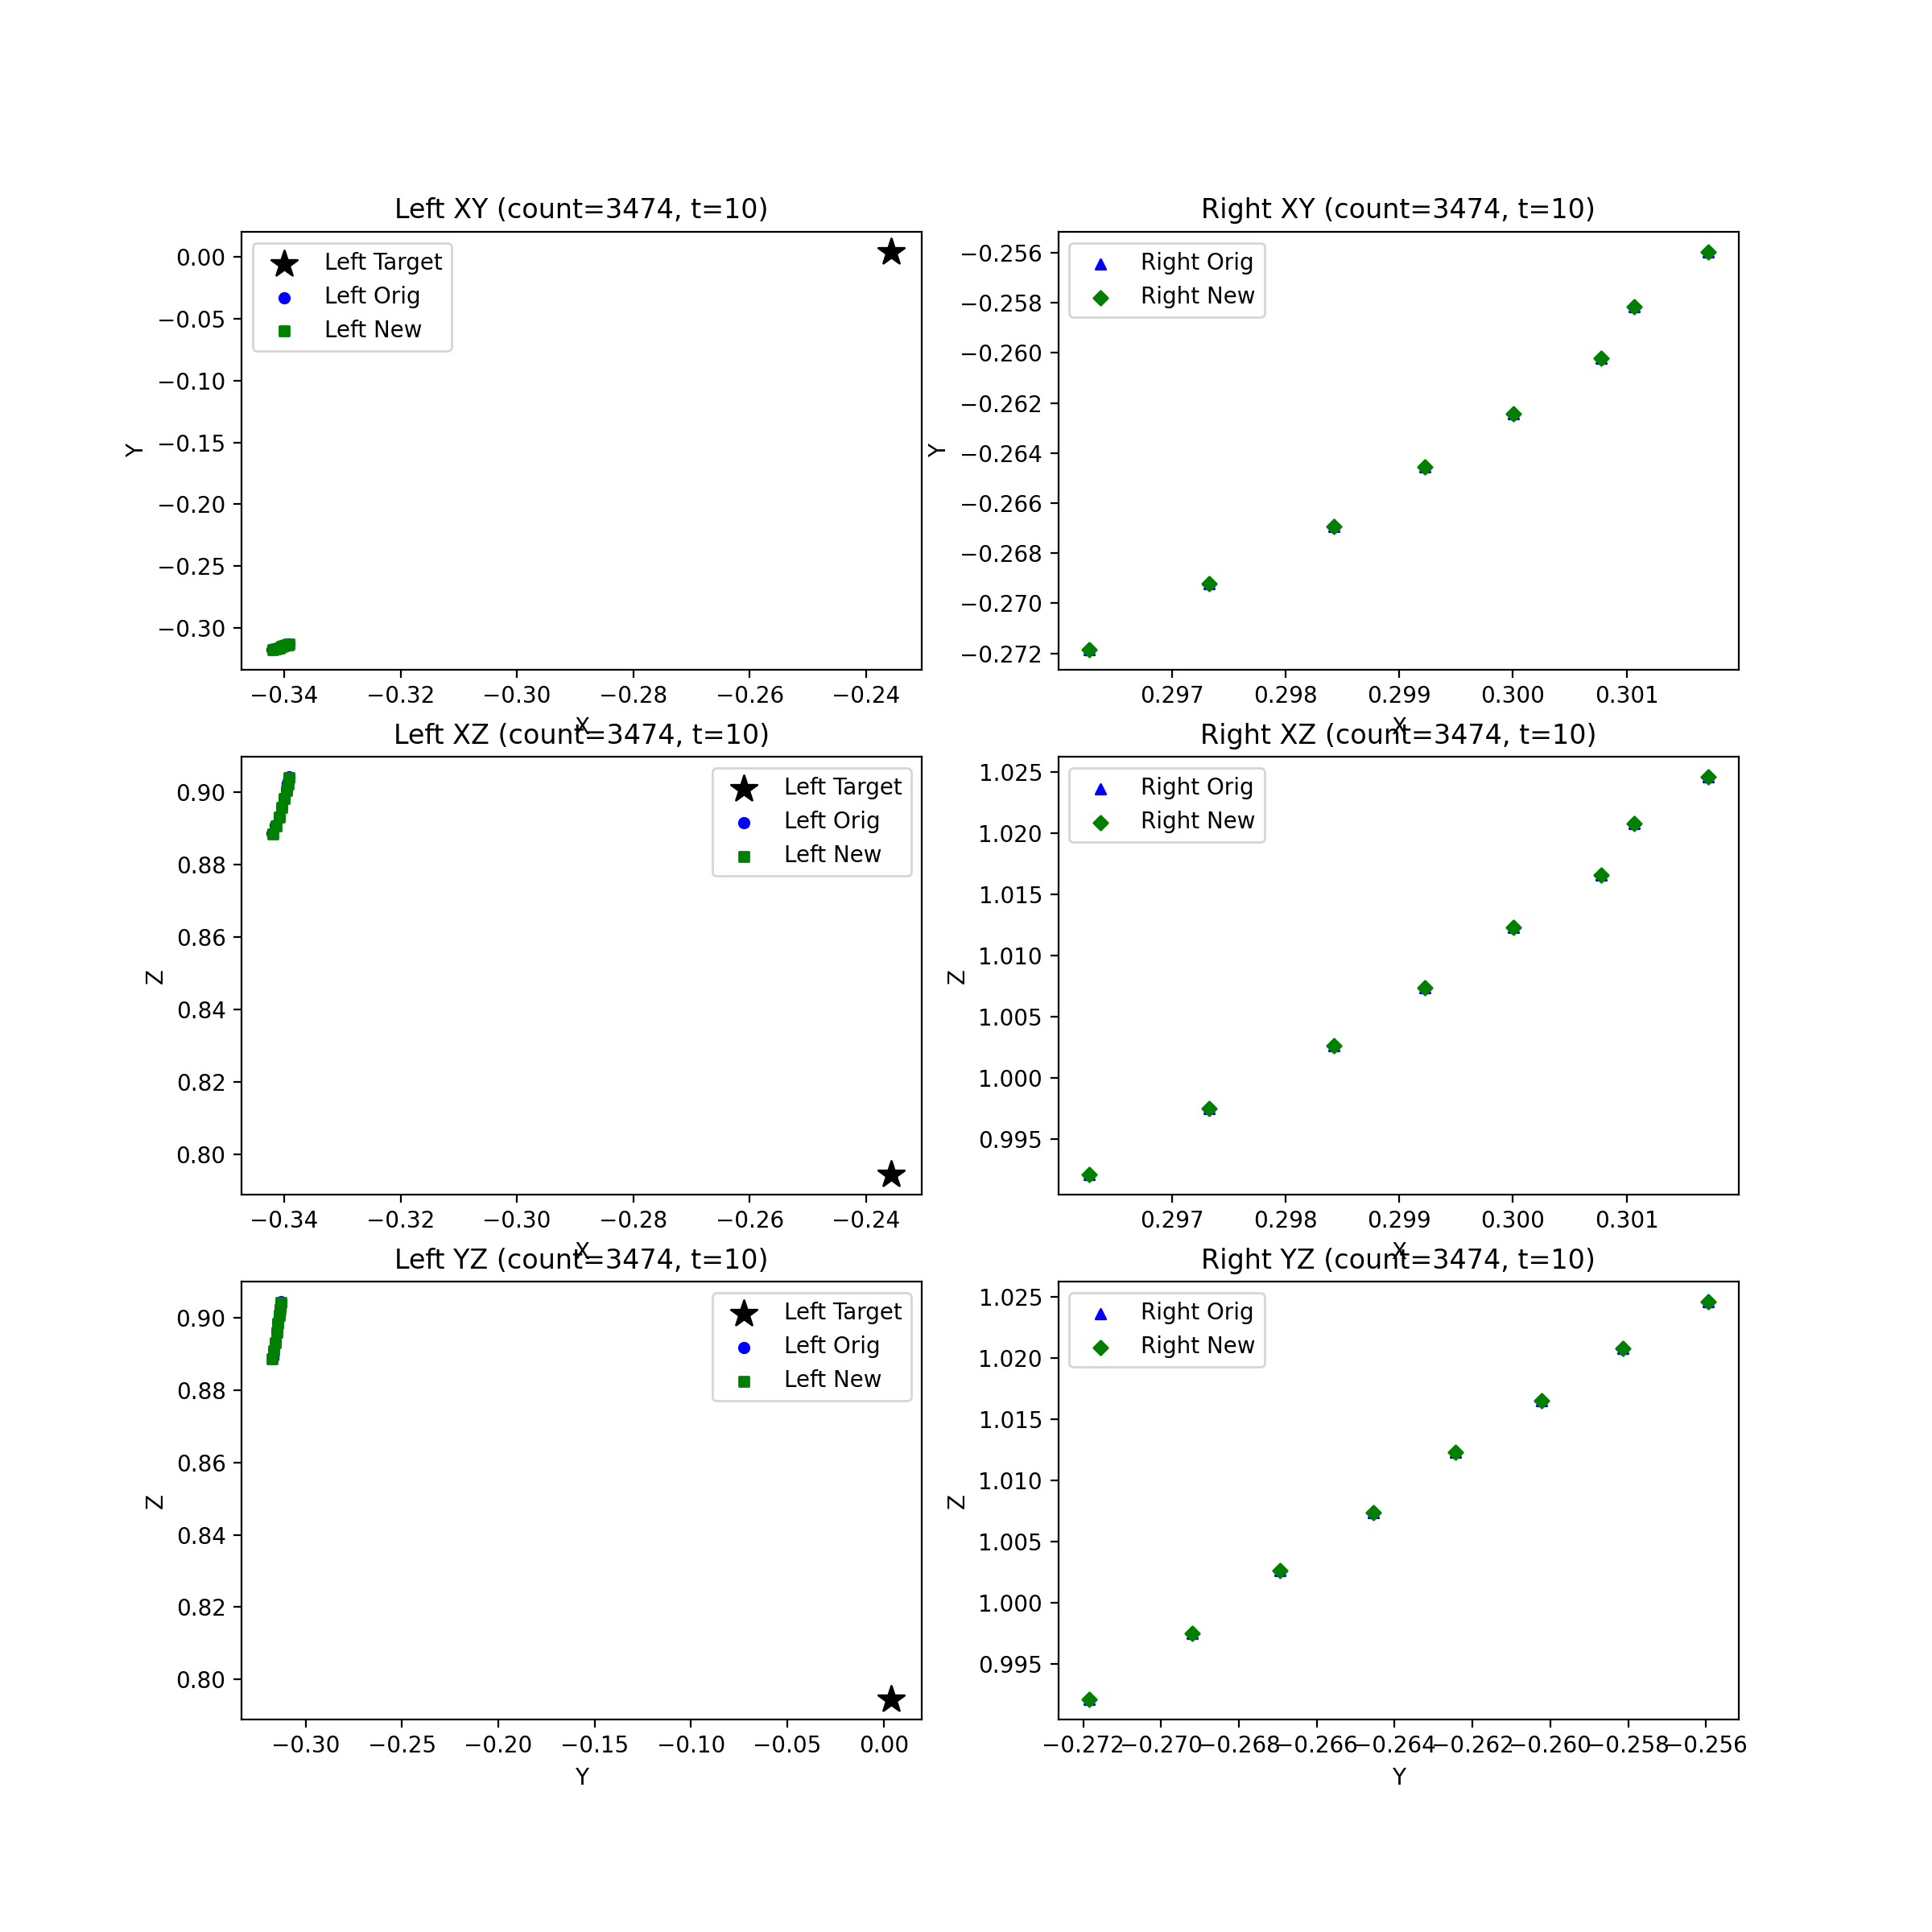 Left XY (count=3474, t=10)
Left Target
Left Orig
Left New
0.00
−0.05
−0.10
−0.15
−0.20
−0.25
−0.30
Y
−0.34
−0.32
−0.30
−0.28
−0.26
−0.24
X
Right XY (count=3474, t=10)
Right Orig
Right New
−0.256
−0.258
−0.260
−0.262
−0.264
−0.266
−0.268
−0.270
−0.272
Y
0.297
0.298
0.299
0.300
0.301
X
Left XZ (count=3474, t=10)
Left Target
Left Orig
Left New
0.90
0.88
0.86
0.84
0.82
0.80
Z
−0.34
−0.32
−0.30
−0.28
−0.26
−0.24
X
Right XZ (count=3474, t=10)
Right Orig
Right New
1.025
1.020
1.015
1.010
1.005
1.000
0.995
Z
0.297
0.298
0.299
0.300
0.301
X
Left YZ (count=3474, t=10)
Left Target
Left Orig
Left New
0.90
0.88
0.86
0.84
0.82
0.80
Z
−0.30
−0.25
−0.20
−0.15
−0.10
−0.05
0.00
Y
Right YZ (count=3474, t=10)
Right Orig
Right New
1.025
1.020
1.015
1.010
1.005
1.000
0.995
Z
−0.272
−0.270
−0.268
−0.266
−0.264
−0.262
−0.260
−0.258
−0.256
Y